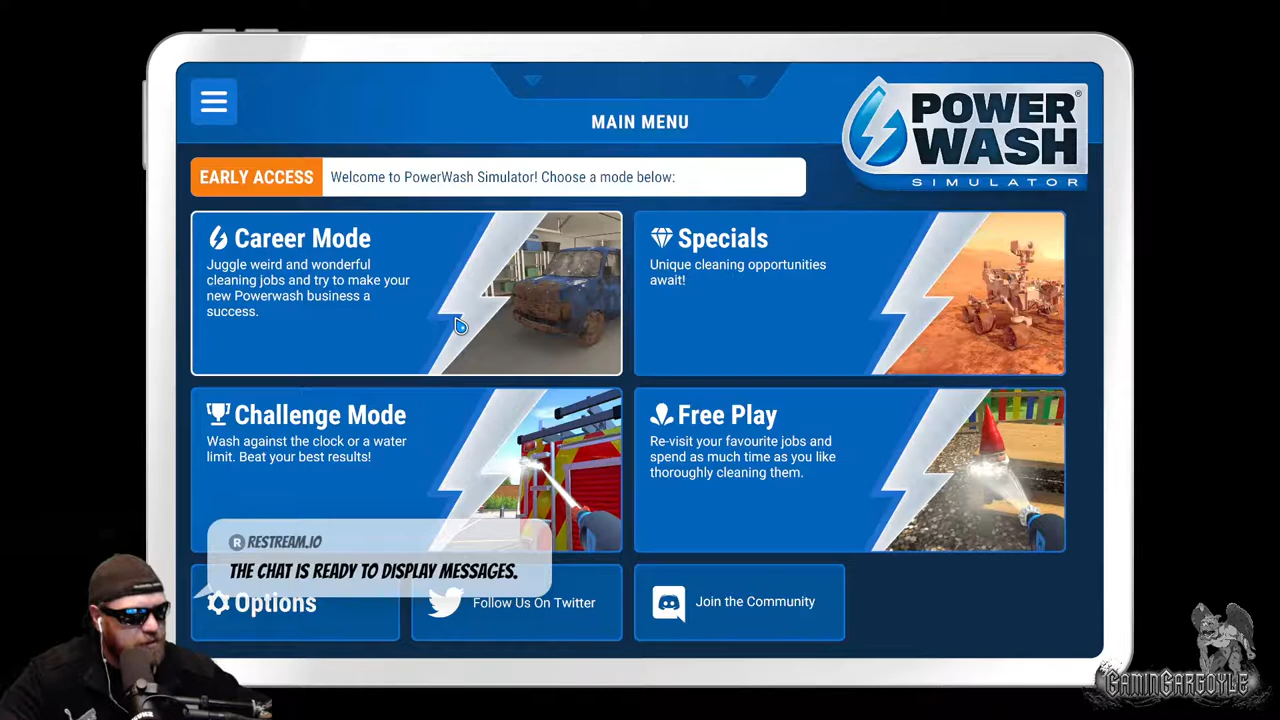 MAIN MENU
POWER
WASH
SIMULATOR
EARLY ACCESS
Welcome to PowerWash Simulator! Choose a mode below:
Career Mode
Juggle weird and wonderful
cleaning jobs and try to make your
new Powerwash business a
success.
Specials
Unique cleaning opportunities
await!
Challenge Mode
Wash against the clock or a water
limit. Beat your best results!
Free Play
Re-visit your favourite jobs and
spend as much time as you like
thoroughly cleaning them.
R RESTREAM.IO
THE CHAT IS READY TO DISPLAY MESSAGES.
Options
Follow Us On Twitter
Join the Community
GAMINGARGOYLE